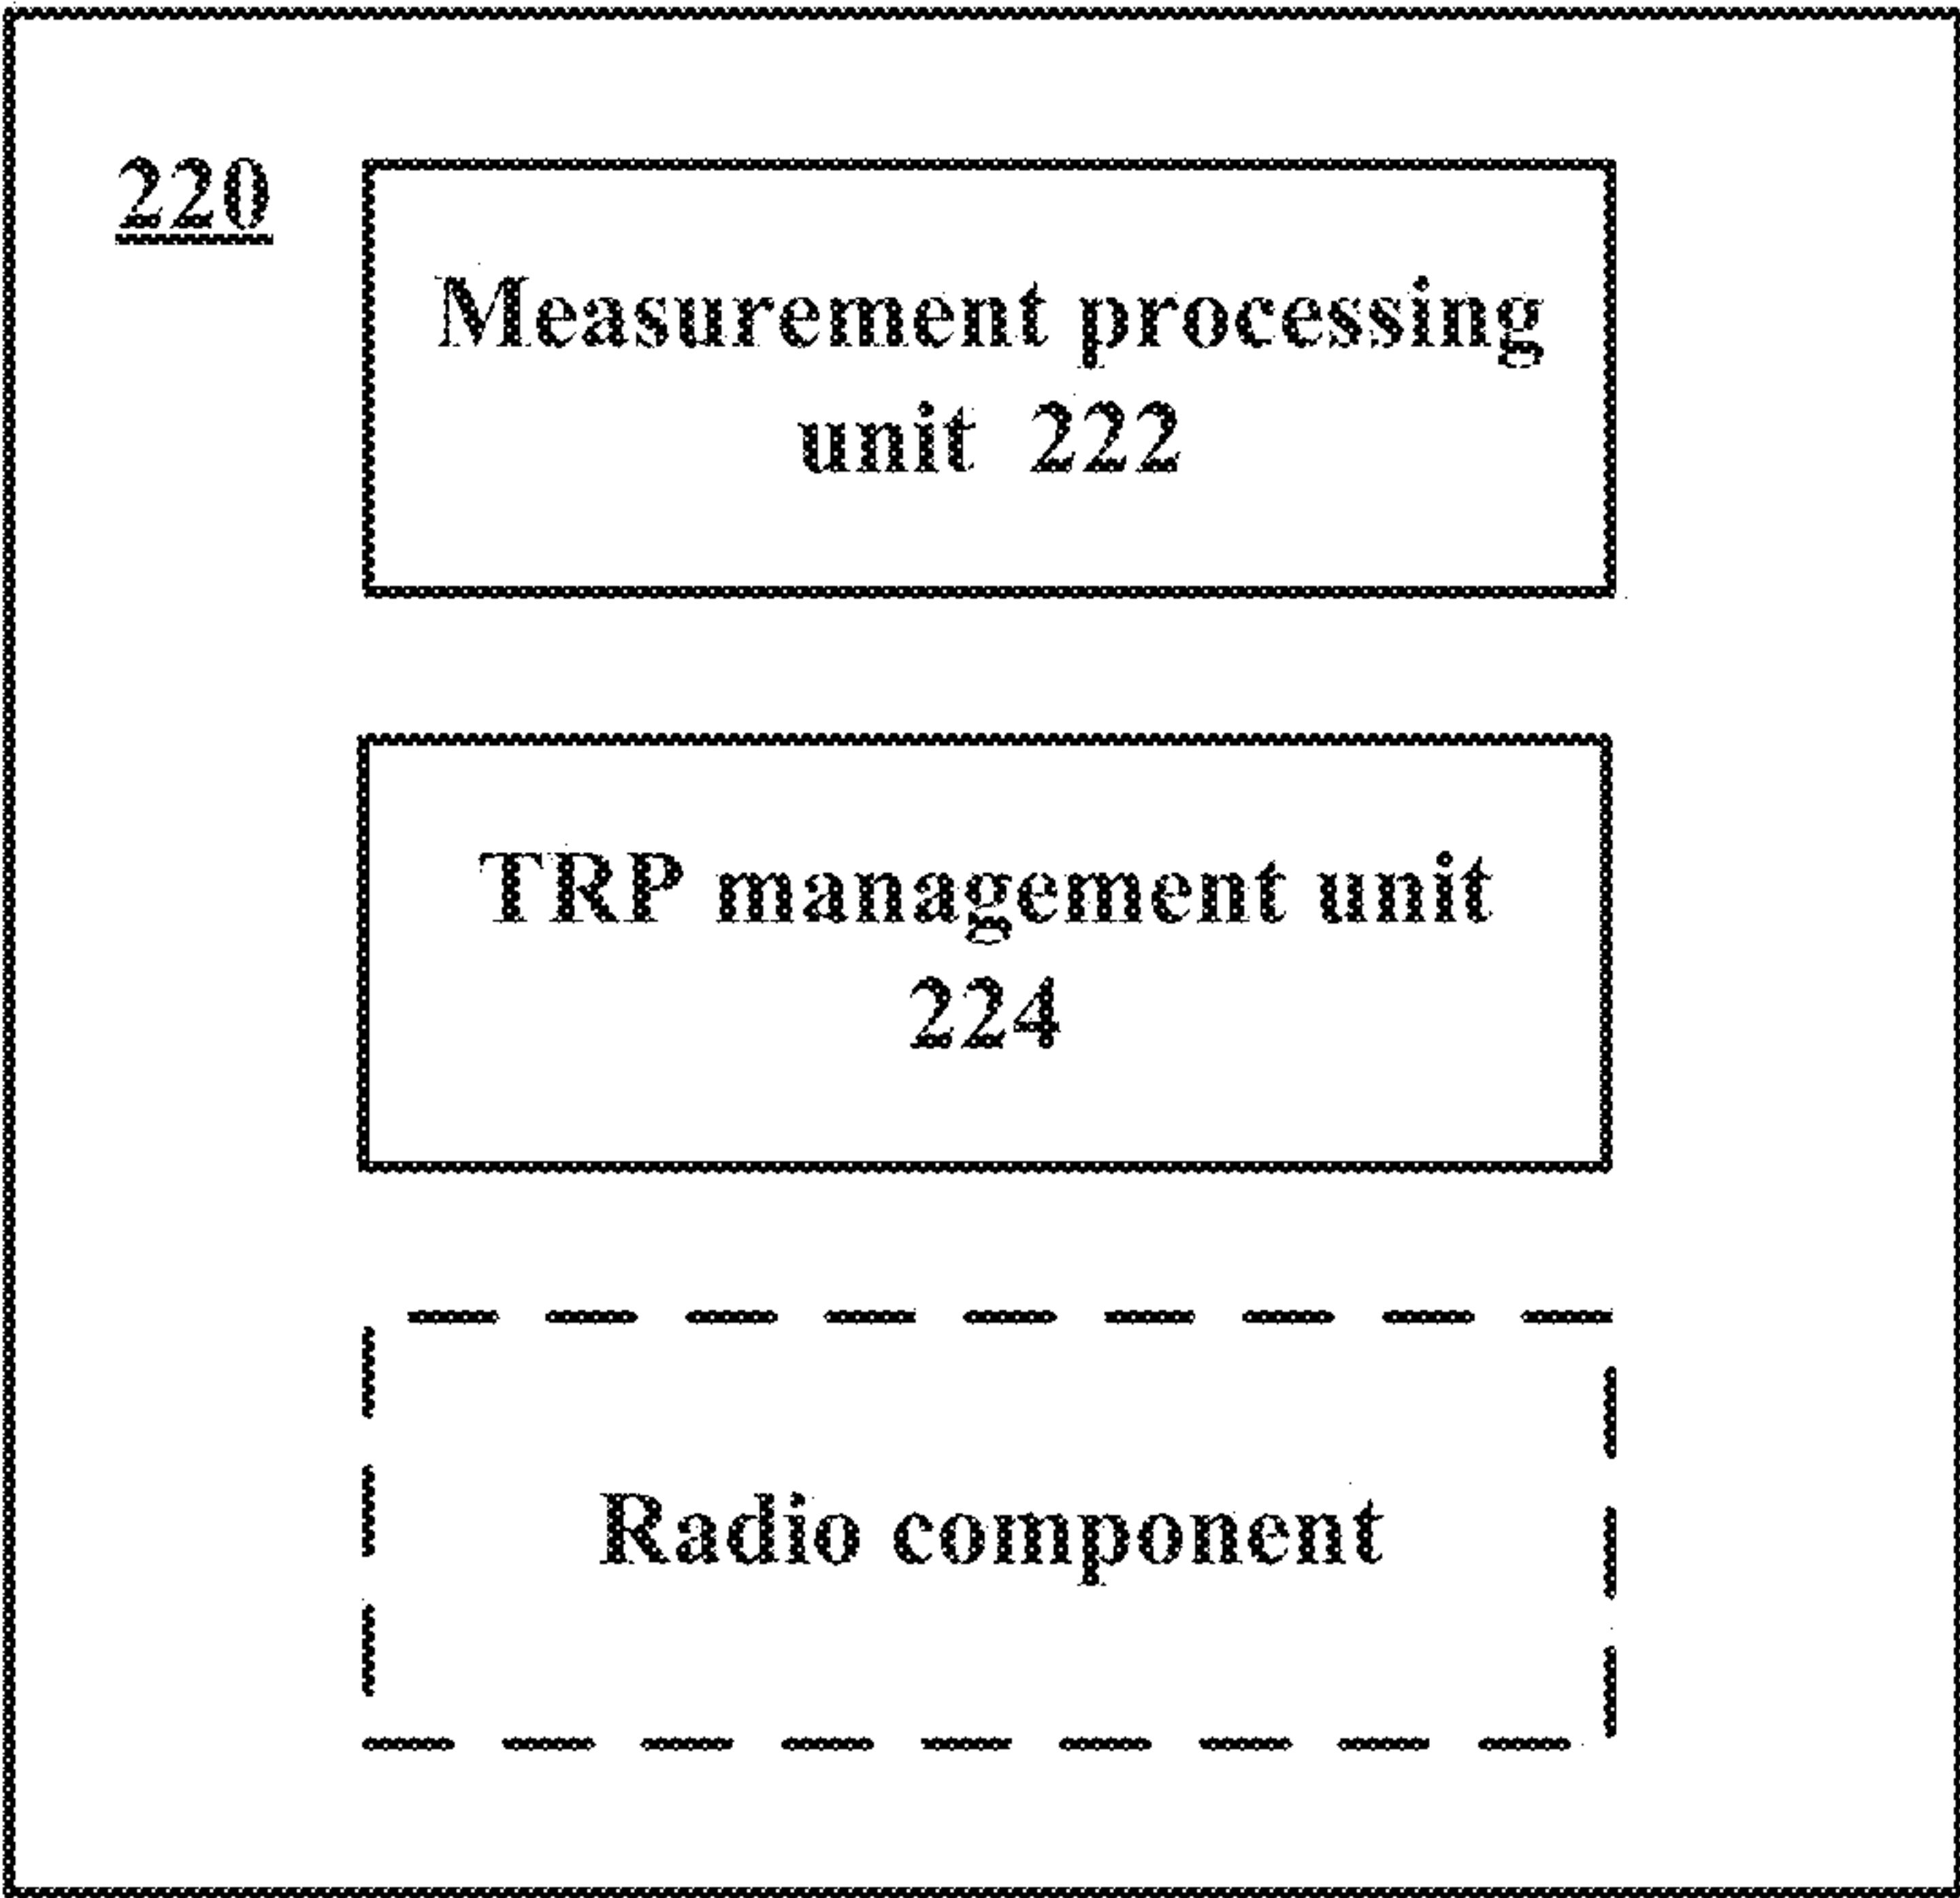 220
Measurement processing
unit 222
TRP management unit
224
Radio component